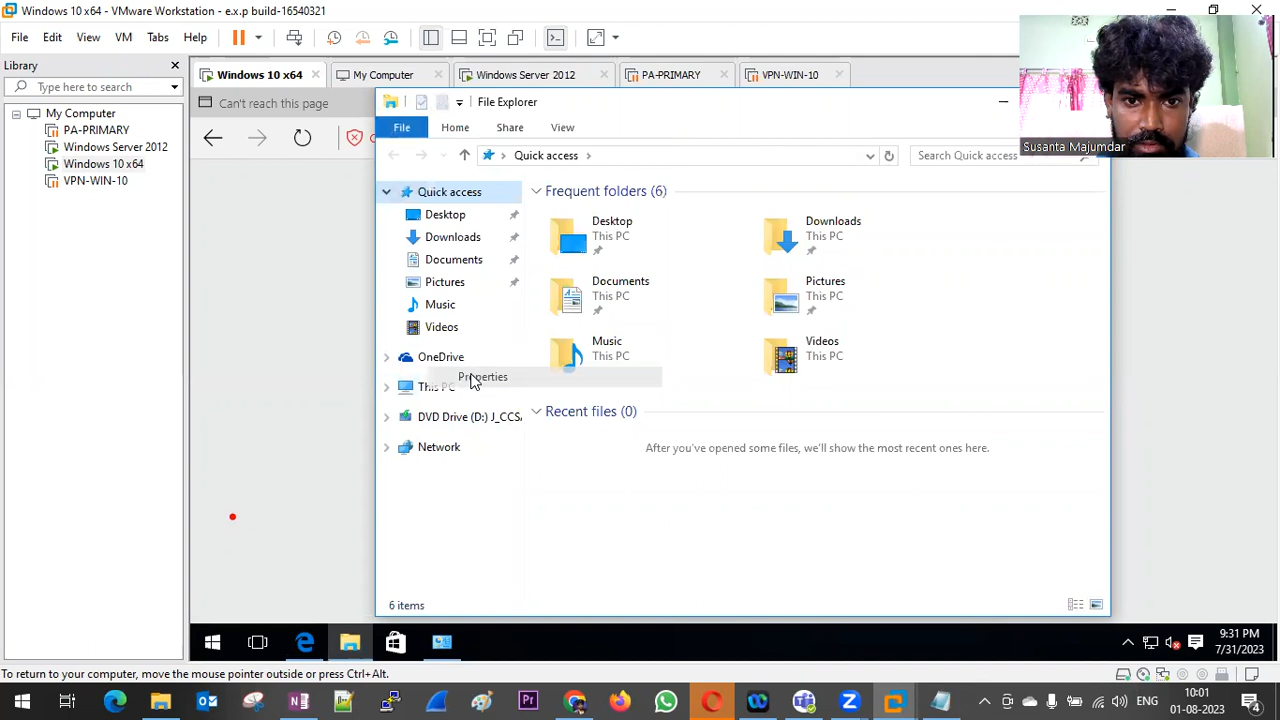 Windows 10 x64 - VMware Workstation - e.x.p build-16540321
File Edit View VM Tabs Help
Library
Type here to search
My Computer
PA-PRIMARY
Windows Server 2012
Windows 10 x64
VPN-WIN-10
Windows 10 x64 My Computer Windows Server 2012 PA-PRIMARY VPN-WIN-10
Can't reach this page
File Explorer
File Home Share View
Quick access
Search Quick access
Susanta Majumdar
Quick access
Desktop
Downloads
Documents
Pictures
Music
Videos
OneDrive
Properties
This PC
DVD Drive (D:) J_CCSA
Network
Frequent folders (6)
Desktop
This PC
Downloads
This PC
Documents
This PC
Pictures
This PC
Music
This PC
Videos
This PC
Recent files (0)
After you've opened some files, we'll show the most recent ones here.
6 items
9:31 PM
7/31/2023
To return to your computer, move the mouse pointer outside or press Ctrl+Alt.
ENG
10:01
01-08-2023
4